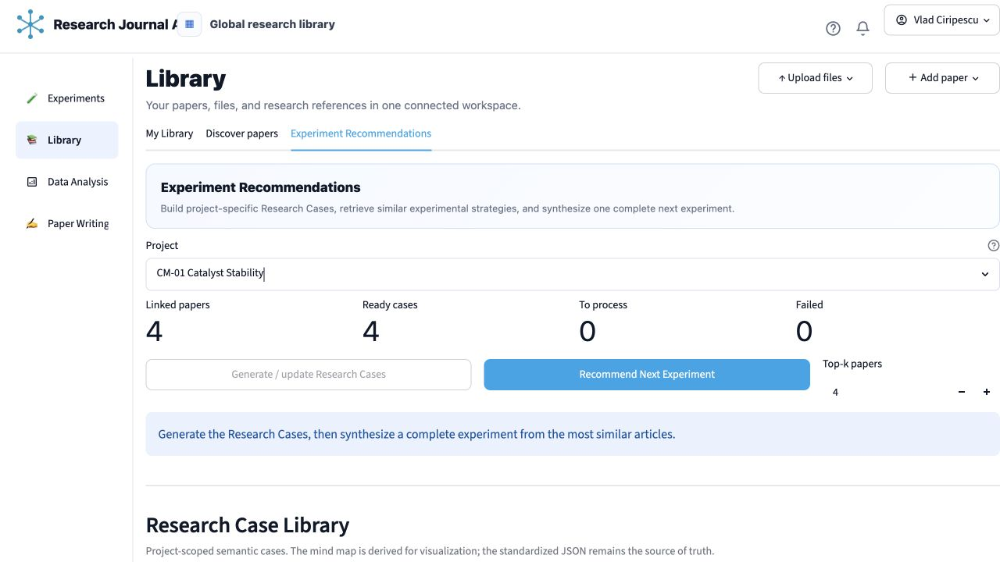 Research Journal
Global research library
Vlad Ciripescu
Experiments
Library
Data Analysis
Paper Writing
Library
Upload files
Add paper
Your papers, files, and research references in one connected workspace.
My Library
Discover papers
Experiment Recommendations
Experiment Recommendations
Build project-specific Research Cases, retrieve similar experimental strategies, and synthesize one complete next experiment.
Project
CM-01 Catalyst Stability
Linked papers
Ready cases
To process
Failed
4
4
0
0
Generate / update Research Cases
Recommend Next Experiment
Top-k papers
4
Generate the Research Cases, then synthesize a complete experiment from the most similar articles.
Research Case Library
Project-scoped semantic cases. The mind map is derived for visualization; the standardized JSON remains the source of truth.